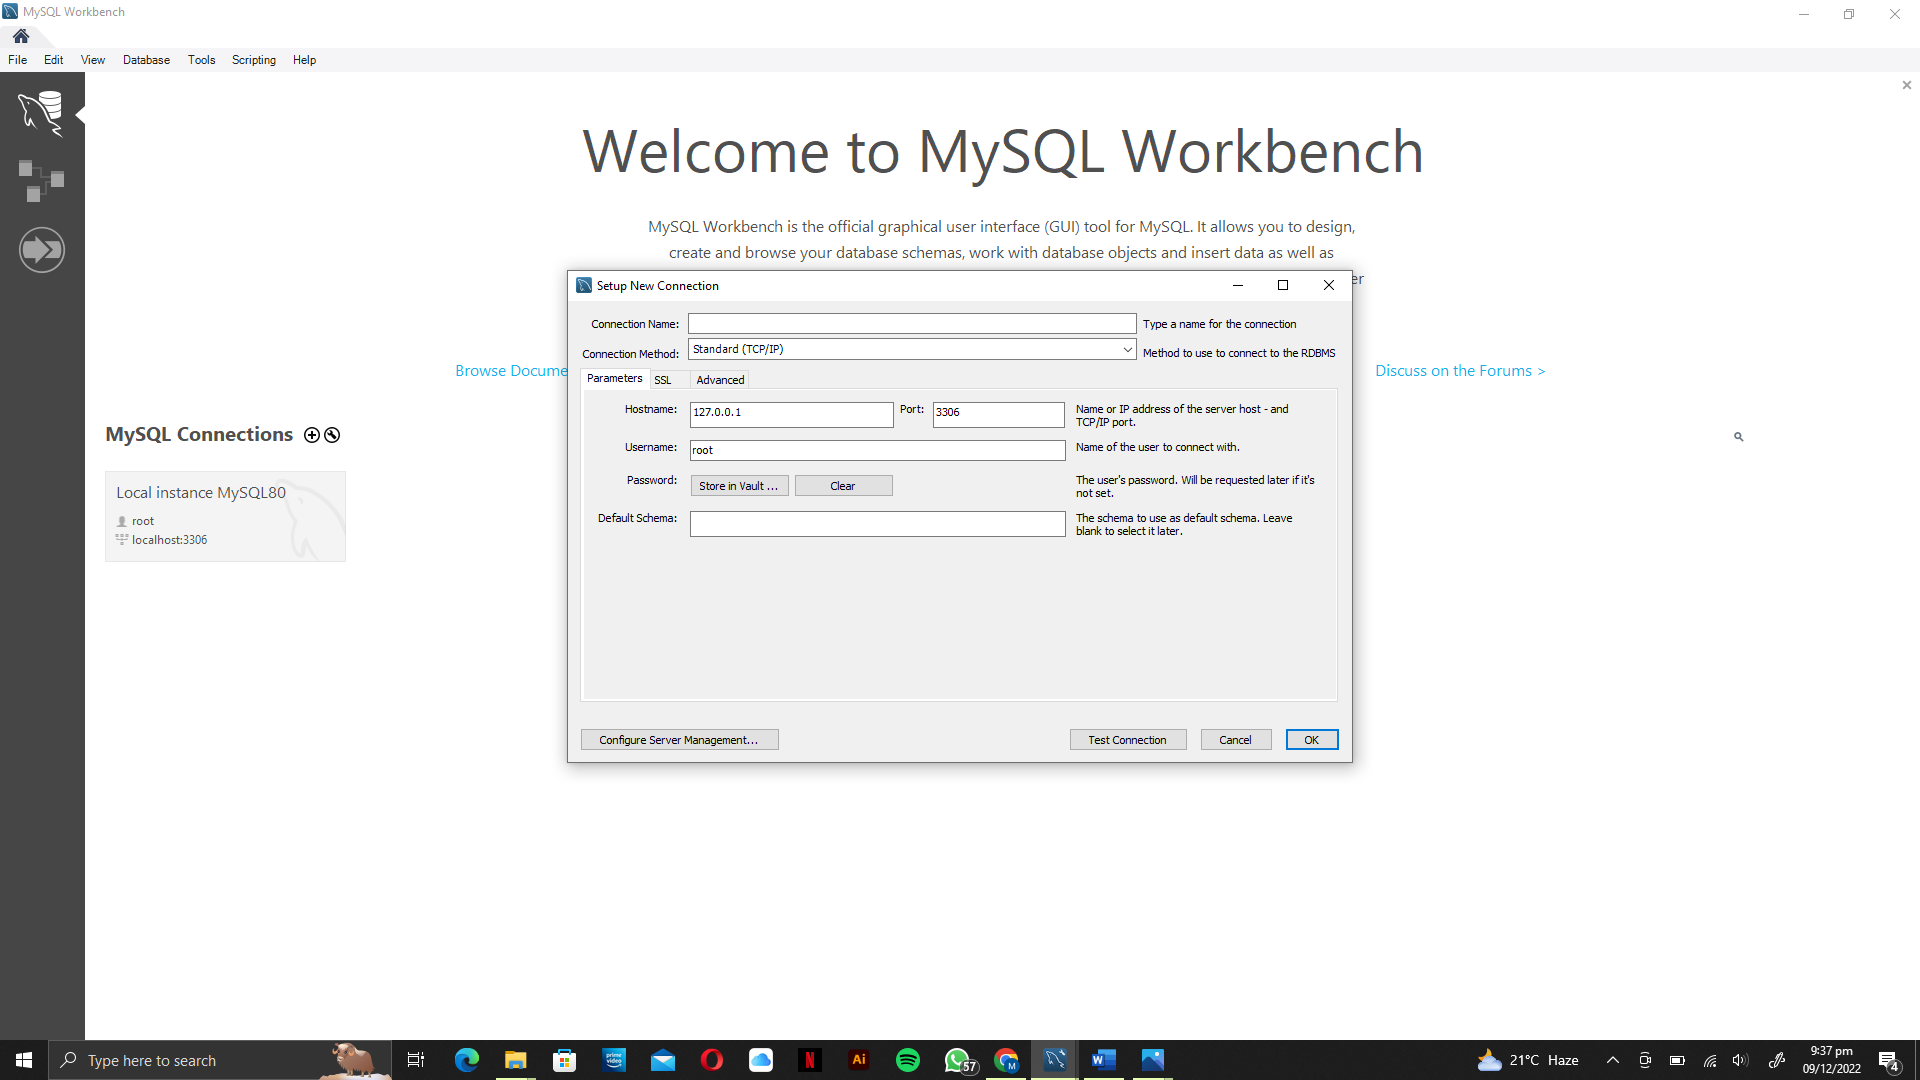 MySQL Workbench
File Edit View Database Tools Scripting Help
Welcome to MySQL Workbench
MySQL Workbench is the official graphical user interface (GUI) tool for MySQL. It allows you to design,
create and browse your database schemas, work with database objects and insert data as well as
er
Browse Docume
Discuss on the Forums >
MySQL Connections
Local instance MySQL80
root
localhost:3306
Setup New Connection
Connection Name: Type a name for the connection
Connection Method: Standard (TCP/IP) Method to use to connect to the RDBMS
Parameters SSL Advanced
Hostname: 127.0.0.1 Port: 3306 Name or IP address of the server host - and
TCP/IP port.
Username: root Name of the user to connect with.
Password: Store in Vault ... Clear The user's password. Will be requested later if it's
not set.
Default Schema: The schema to use as default schema. Leave
blank to select it later.
Configure Server Management... Test Connection Cancel OK
Type here to search
prime video
N
Ai
57
M
W
21°C Haze
9:37 pm
09/12/2022
4